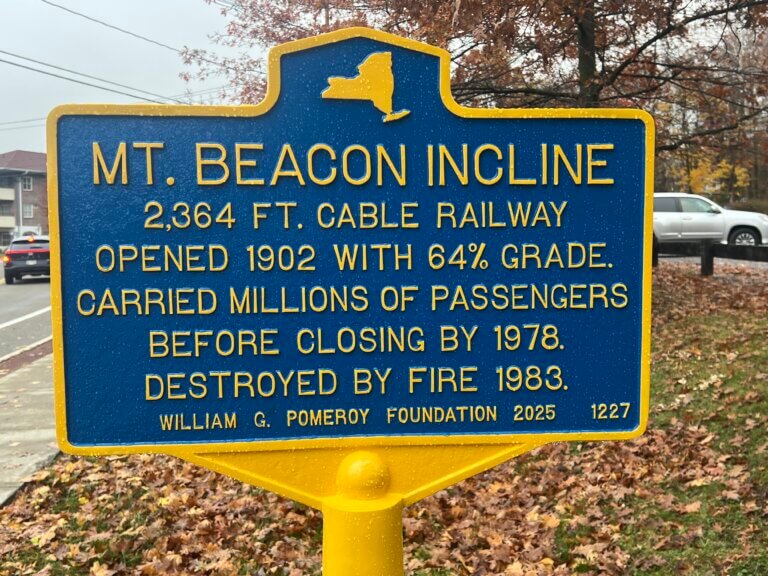 MT. BEACON INCLINE
2,364 FT. CABLE RAILWAY
OPENED 1902 WITH 64% GRADE.
CARRIED MILLIONS OF PASSENGERS
BEFORE CLOSING BY 1978.
DESTROYED BY FIRE 1983.
WILLIAM G. POMEROY FOUNDATION 2025 1227